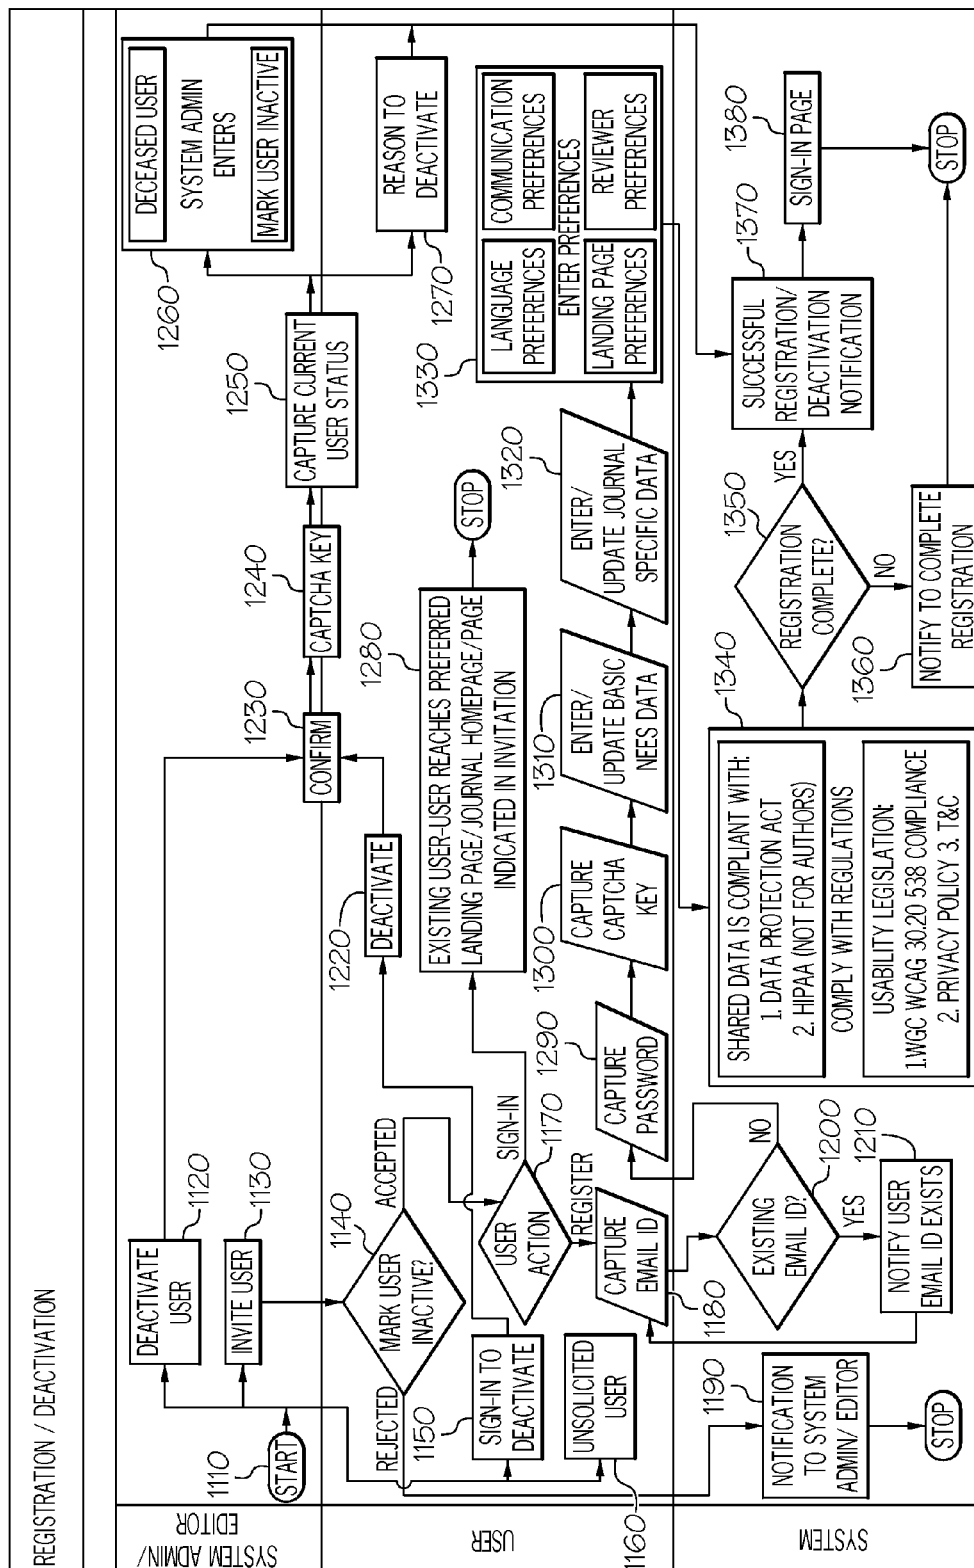 REGISTRATION / DEACTIVATION
SYSTEM ADMIN/
EDITOR
1110
START
1120
DEACTIVATE
USER
1130
INVITE USER
1230
CONFIRM
1240
CAPTCHA KEY
1250
CAPTURE CURRENT
USER STATUS
1260
DECEASED USER
SYSTEM ADMIN
ENTERS
MARK USER INACTIVE
USER
REJECTED
1140
MARK USER
INACTIVE?
ACCEPTED
1150
SIGN-IN TO
DEACTIVATE
1160
UNSOLICITED
USER
1170
USER
ACTION
SIGN-IN
REGISTER
1220
DEACTIVATE
1280
EXISTING USER-USER REACHES PREFERRED
LANDING PAGE/JOURNAL HOMEPAGE/PAGE
INDICATED IN INVITATION
STOP
1270
REASON TO
DEACTIVATE
1180
CAPTURE
EMAIL ID
1290
CAPTURE
PASSWORD
1300
CAPTURE
CAPTCHA
KEY
1310
ENTER/
UPDATE BASIC
NEES DATA
1320
ENTER/
UPDATE JOURNAL
SPECIFIC DATA
1330
LANGUAGE
PREFERENCES
COMMUNICATION
PREFERENCES
ENTER PREFERENCES
LANDING PAGE
PREFERENCES
REVIEWER
PREFERENCES
SYSTEM
1190
NOTIFICATION
TO SYSTEM
ADMIN/ EDITOR
STOP
1200
EXISTING
EMAIL ID?
NO
YES
1210
NOTIFY USER
EMAIL ID EXISTS
1340
SHARED DATA IS COMPLIANT WITH:
1. DATA PROTECTION ACT
2. HIPAA (NOT FOR AUTHORS)
COMPLY WITH REGULATIONS
USABILITY LEGISLATION:
1.WGC WCAG 30.20 538 COMPLIANCE
2. PRIVACY POLICY 3. T&C
1350
REGISTRATION
COMPLETE?
YES
NO
1360
NOTIFY TO COMPLETE
REGISTRATION
1370
SUCCESSFUL
REGISTRATION/
DEACTIVATION
NOTIFICATION
1380
SIGN-IN PAGE
STOP